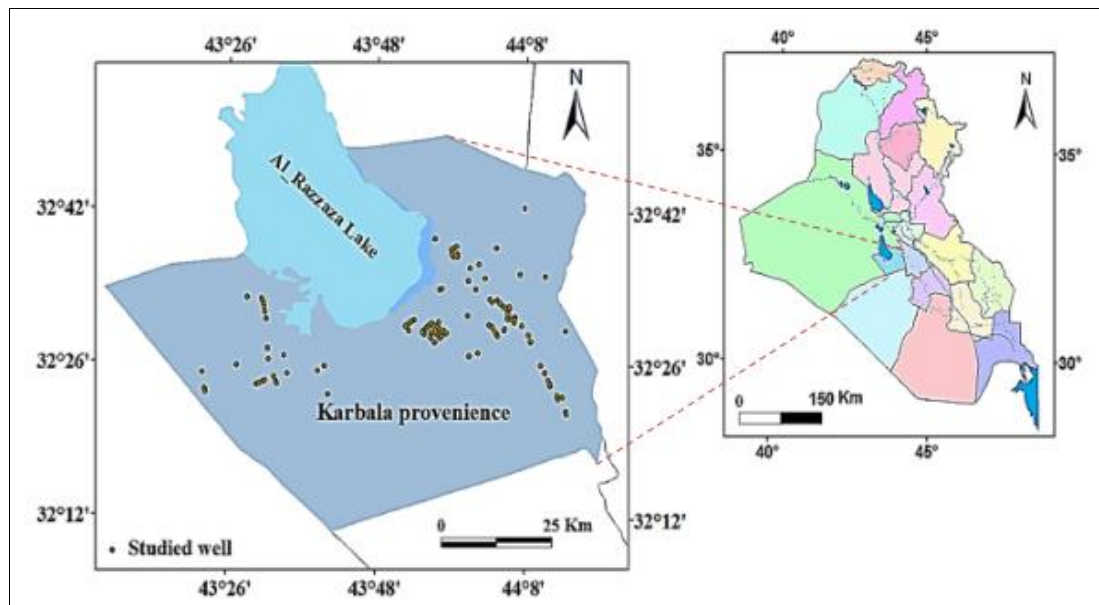 43°26' 43°48' 44°8'
N
Al_Razzaza Lake
32°42' 32°42'
32°26' 32°26'
Karbala provenience
32°12' 32°12'
0 25 Km
Studied well
43°26' 43°48' 44°8'
40° 45°
N
35° 35°
30° 30°
0 150 Km
40° 45°